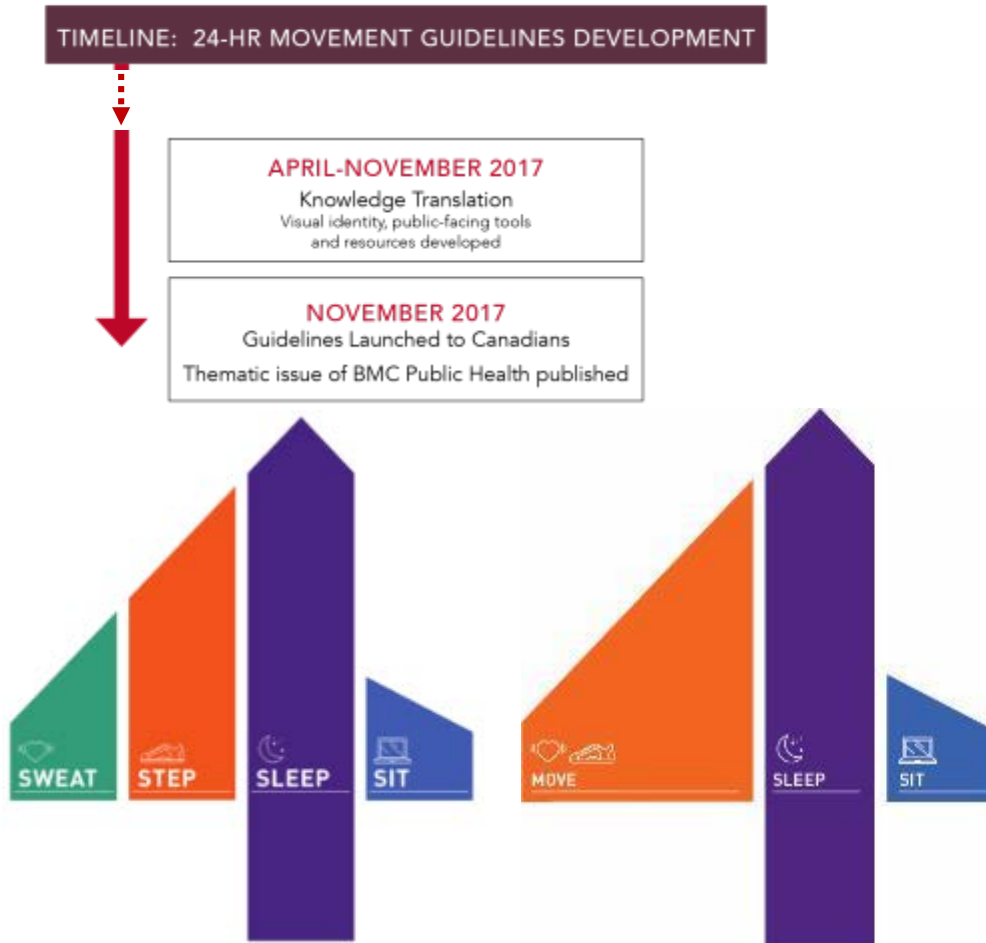 TIMELINE: 24-HR MOVEMENT GUIDELINES DEVELOPMENT
APRIL-NOVEMBER 2017
Knowledge Translation
Visual identity, public-facing tools
and resources developed
NOVEMBER 2017
Guidelines Launched to Canadians
Thematic issue of BMC Public Health published
SWEAT
STEP
SLEEP
SIT
MOVE
SLEEP
SIT